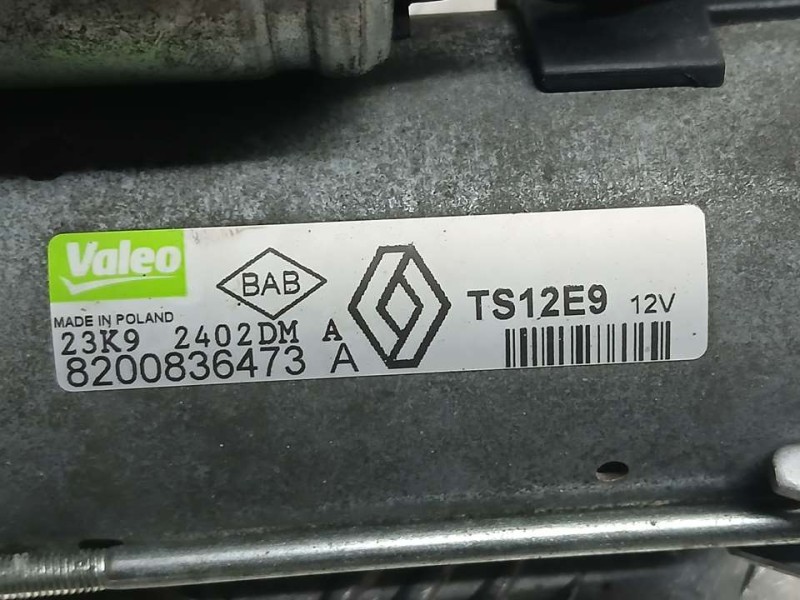 Valeo
BAB
TS12E9 12V
MADE IN POLAND
23K9 2402DM A
8200836473 A